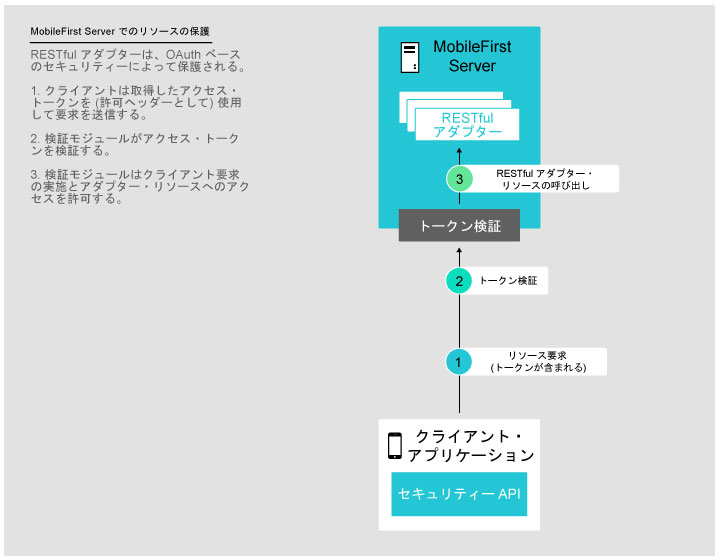 MobileFirst Server でのリソースの保護
RESTful アダプターは、OAuth ベース
のセキュリティーによって保護される。
1. クライアントは取得したアクセス・
トークンを (許可ヘッダーとして) 使用
して要求を送信する。
2. 検証モジュールがアクセス・トーク
ンを検証する。
3. 検証モジュールはクライアント要求
の実施とアダプター・リソースへのアク
セスを許可する。
MobileFirst
Server
RESTful
アダプター
3
RESTful アダプター・
リソースの呼び出し
トークン検証
2
トークン検証
1
リソース要求
(トークンが含まれる)
クライアント・
アプリケーション
セキュリティー API